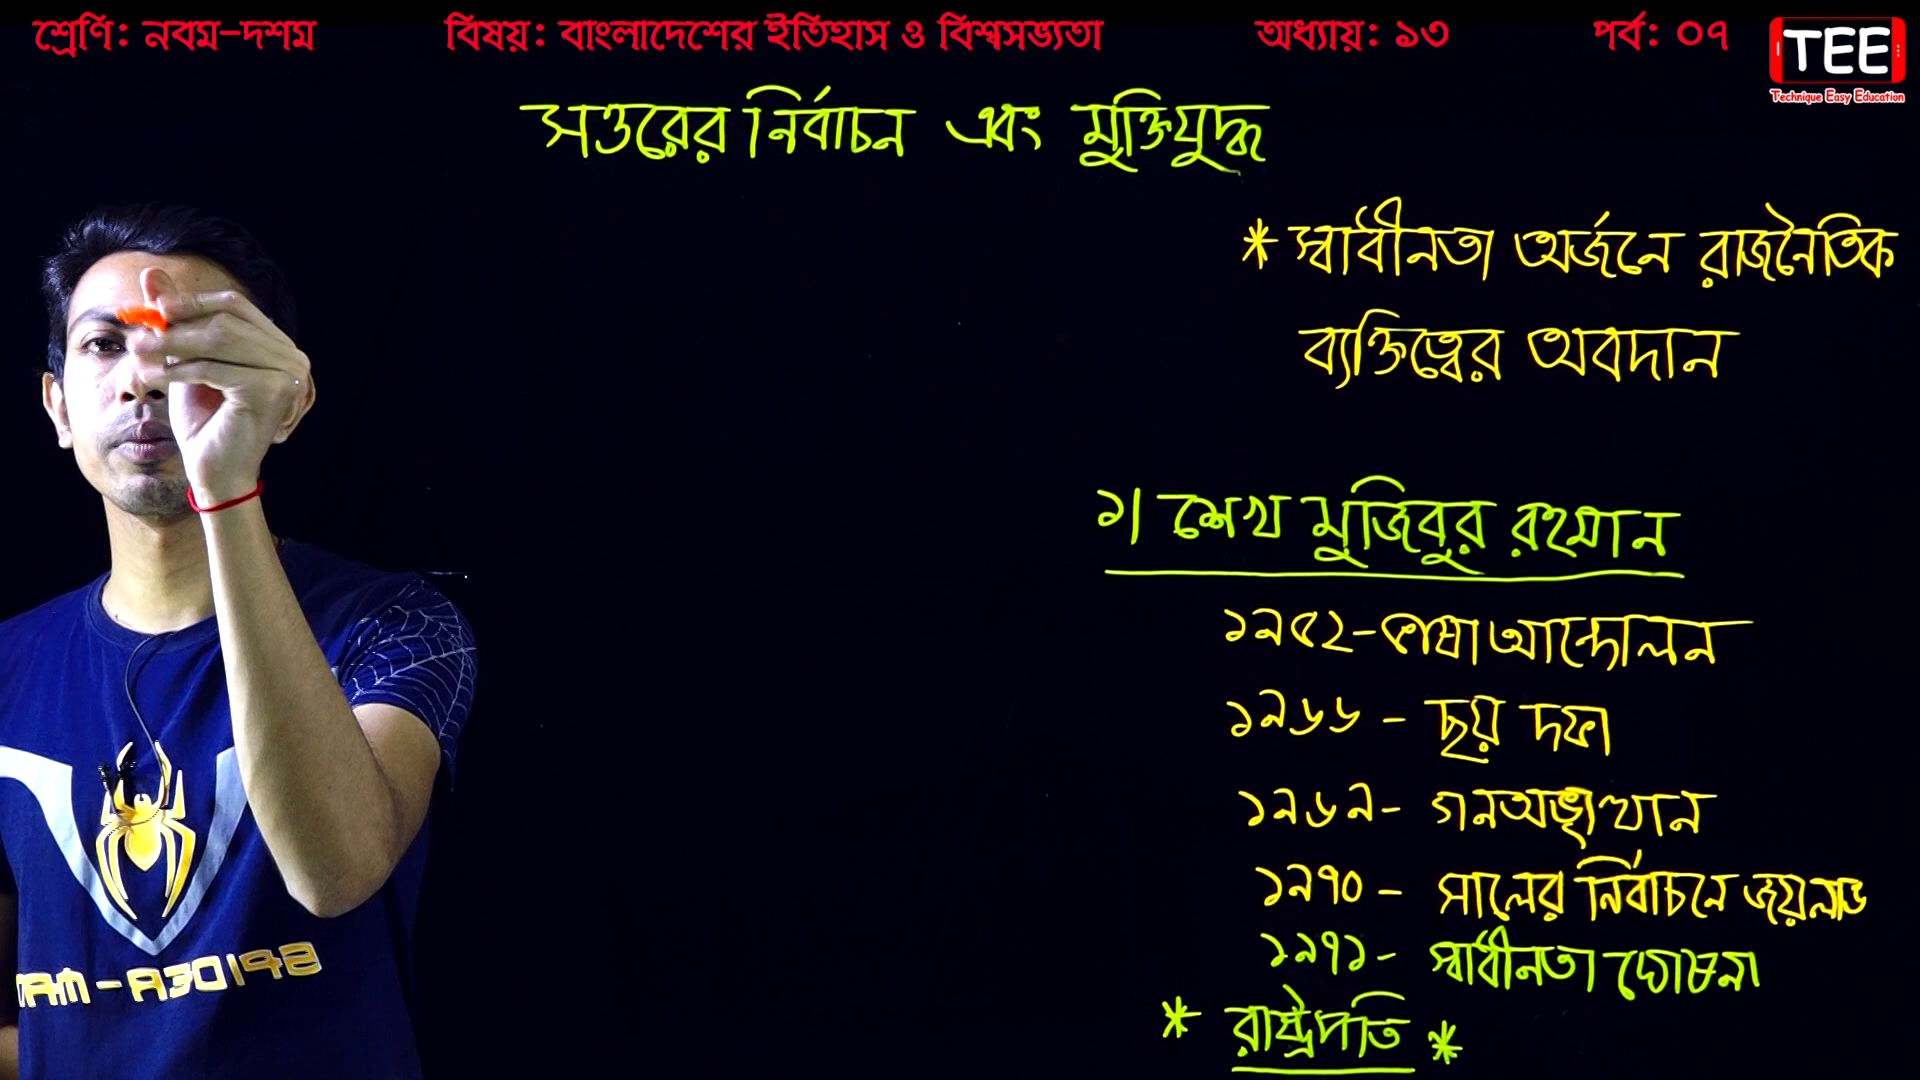 শ্রেণি: নবম-দশম বিষয়: বাংলাদেশের ইতিহাস ও বিশ্বসভ্যতা অধ্যায়: ১৩ পর্ব: ০৭
TEE
Technique Easy Education
সত্তরের নির্বাচন এবং মুক্তিযুদ্ধ
* স্বাধীনতা অর্জনে রাজনৈতিক
ব্যক্তিত্বের অবদান
১। শেখ মুজিবুর রহমান
১৯৫২-ভাষা আন্দোলন
১৯৬৬ - ছয় দফা
১৯৬৯- গনঅভ্যুত্থান
১৯৭০ - সালের নির্বাচনে জয়লাভ
১৯৭১- স্বাধীনতা ঘোষনা
* রাষ্ট্রপতি *